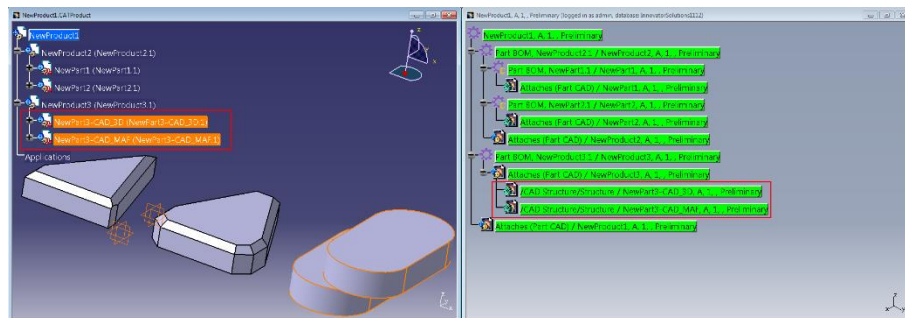 NewProduct1.CATProduct
NewProduct1
NewProduct2 (NewProduct2.1)
NewPart1 (NewPart1.1)
NewPart2 (NewPart2.1)
NewProduct3 (NewProduct3.1)
NewPart3-CAD_3D (NewPart3-CAD_3D.1)
NewPart3-CAD_MAF (NewPart3-CAD_MAF.1)
Applications
z
x
NewProduct1, A, 1, , Preliminary (logged in as admin, database InnovatorSolutions1112)
NewProduct1, A, 1, , Preliminary
Part BOM, NewProduct2.1 / NewProduct2, A, 1, , Preliminary
Part BOM, NewPart1.1 / NewPart1, A, 1, , Preliminary
Attaches (Part CAD) / NewPart1, A, 1, , Preliminary
Part BOM, NewPart2.1 / NewPart2, A, 1, , Preliminary
Attaches (Part CAD) / NewPart2, A, 1, , Preliminary
Attaches (Part CAD) / NewProduct2, A, 1, , Preliminary
Part BOM, NewProduct3.1 / NewProduct3, A, 1, , Preliminary
Attaches (Part CAD) / NewProduct3, A, 1, , Preliminary
/CAD Structure/Structure / NewPart3-CAD_3D, A, 1, , Preliminary
/CAD Structure/Structure / NewPart3-CAD_MAF, A, 1, , Preliminary
Attaches (Part CAD) / NewProduct1, A, 1, , Preliminary
z
x